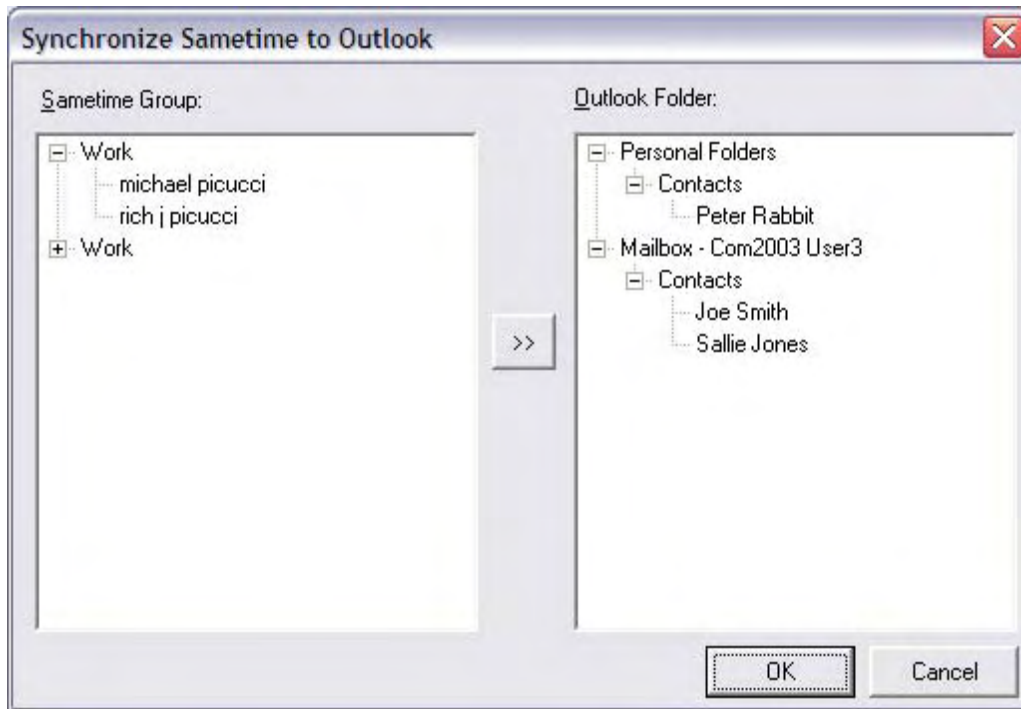 Synchronize Sametime to Outlook
Sametime Group:
Work
michael picucci
rich j picucci
Work
>>
Outlook Folder:
Personal Folders
Contacts
Peter Rabbit
Mailbox - Com2003 User3
Contacts
Joe Smith
Sallie Jones
OK
Cancel